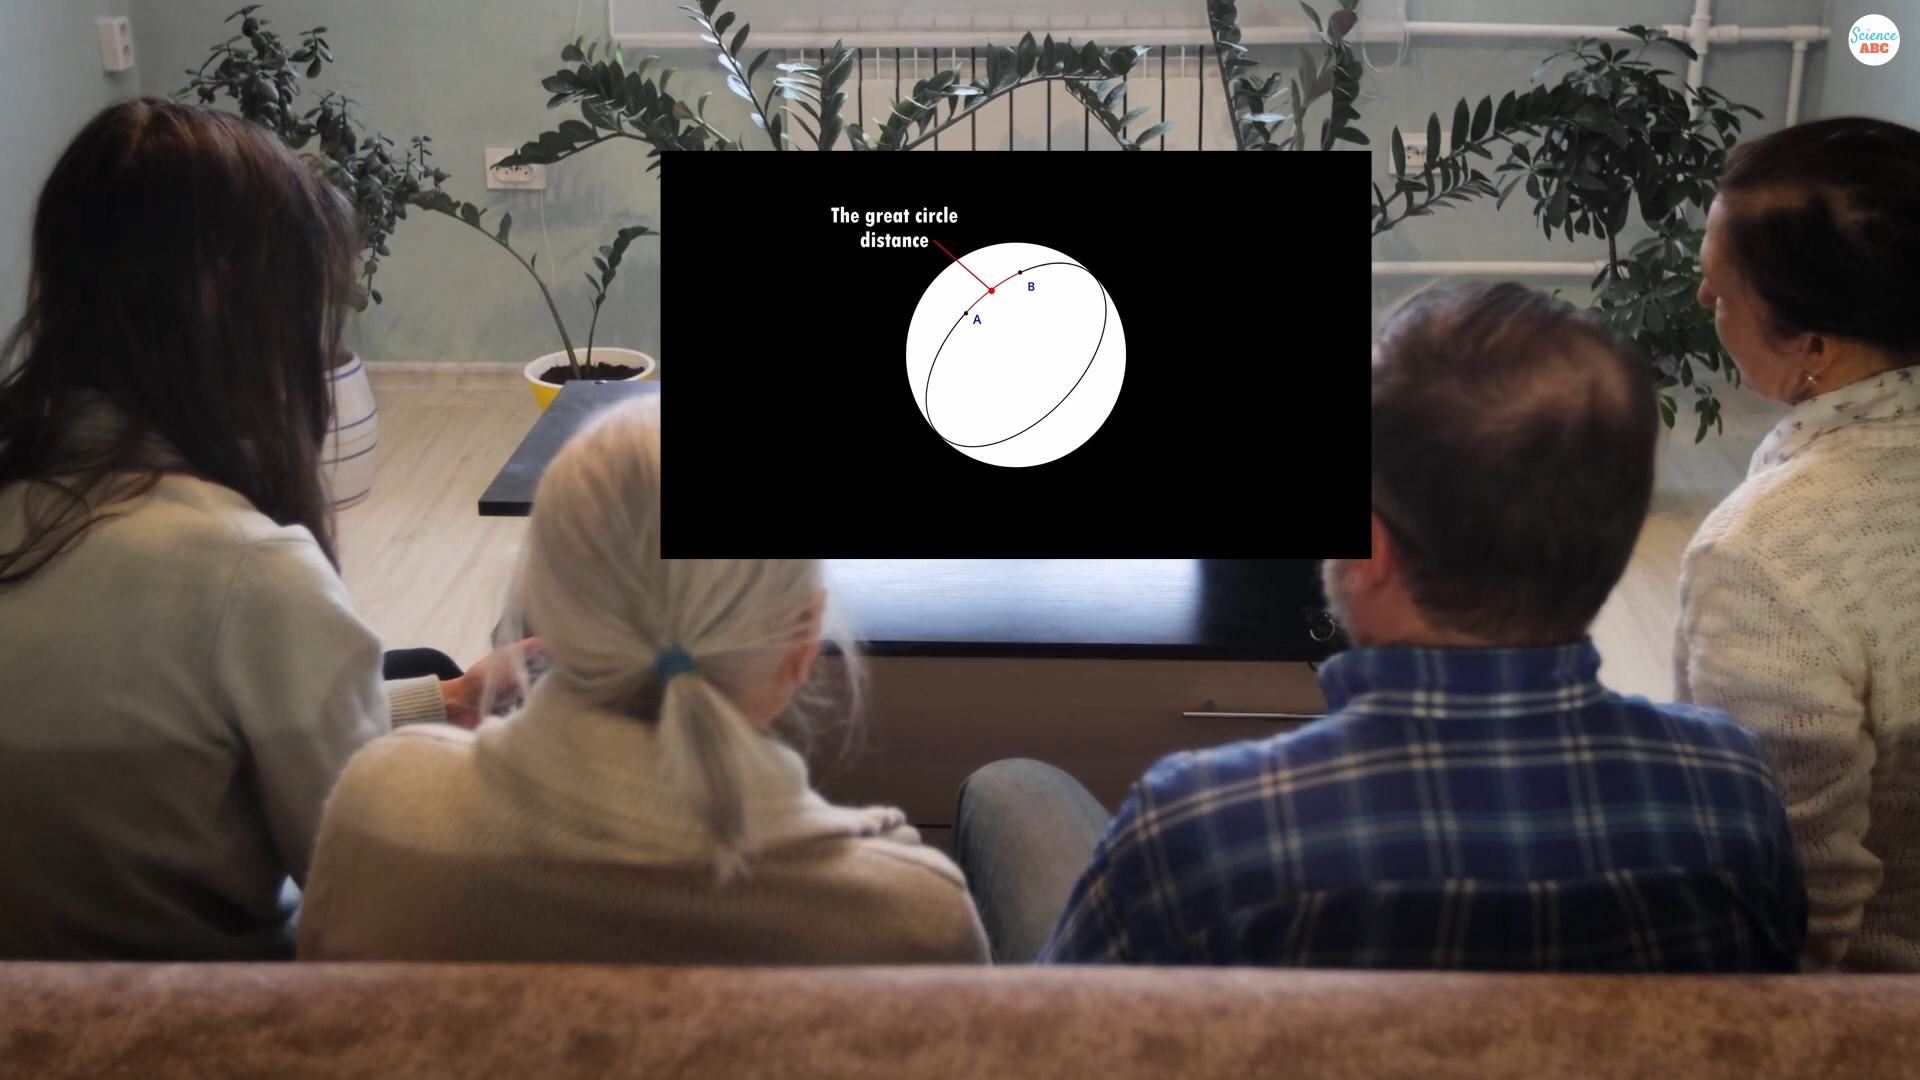 Science
ABC
The great circle
distance
B
A